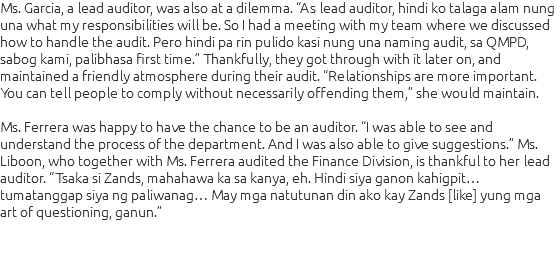 Ms. Garcia, a lead auditor, was also at a dilemma. “As lead auditor, hindi ko talaga alam nung
una what my responsibilities will be. So I had a meeting with my team where we discussed
how to handle the audit. Pero hindi pa rin pulido kasi nung una naming audit, sa QMPD,
sabog kami, palibhasa first time.” Thankfully, they got through with it later on, and
maintained a friendly atmosphere during their audit. “Relationships are more important.
You can tell people to comply without necessarily offending them,” she would maintain.

Ms. Ferrera was happy to have the chance to be an auditor. “I was able to see and
understand the process of the department. And I was also able to give suggestions.” Ms.
Liboon, who together with Ms. Ferrera audited the Finance Division, is thankful to her lead
auditor. “Tsaka si Zands, mahahawa ka sa kanya, eh. Hindi siya ganon kahigpit…
tumatanggap siya ng paliwanag… May mga natutunan din ako kay Zands [like] yung mga
art of questioning, ganun.”